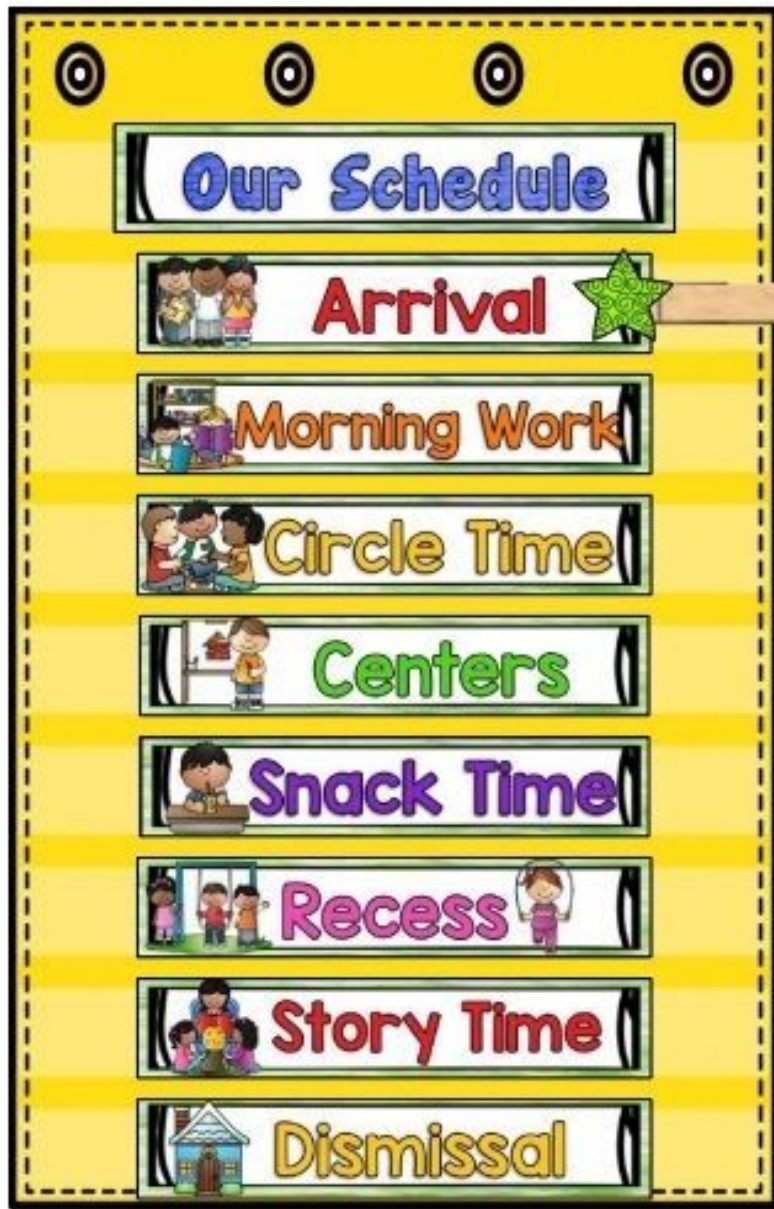 Our Schedule
Arrival
Morning Work
Circle Time
Centers
Snack Time
Recess
Story Time
Dismissal